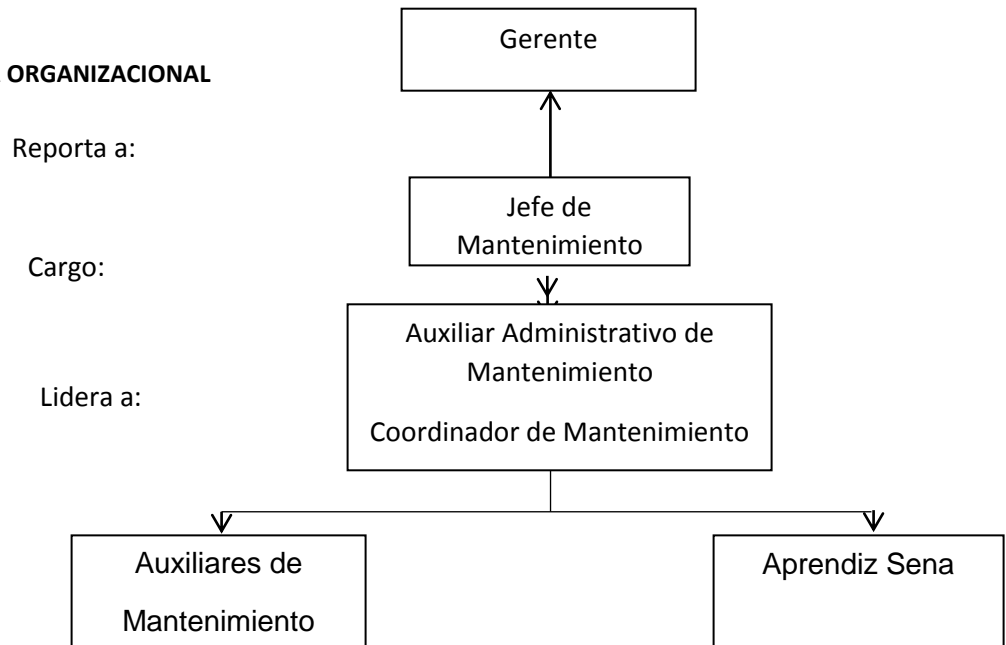 Gerente
ORGANIZACIONAL
Reporta a:
Jefe de
Mantenimiento
Cargo:
Auxiliar Administrativo de
Mantenimiento
Lidera a:
Coordinador de Mantenimiento
Auxiliares de
Mantenimiento
Aprendiz Sena